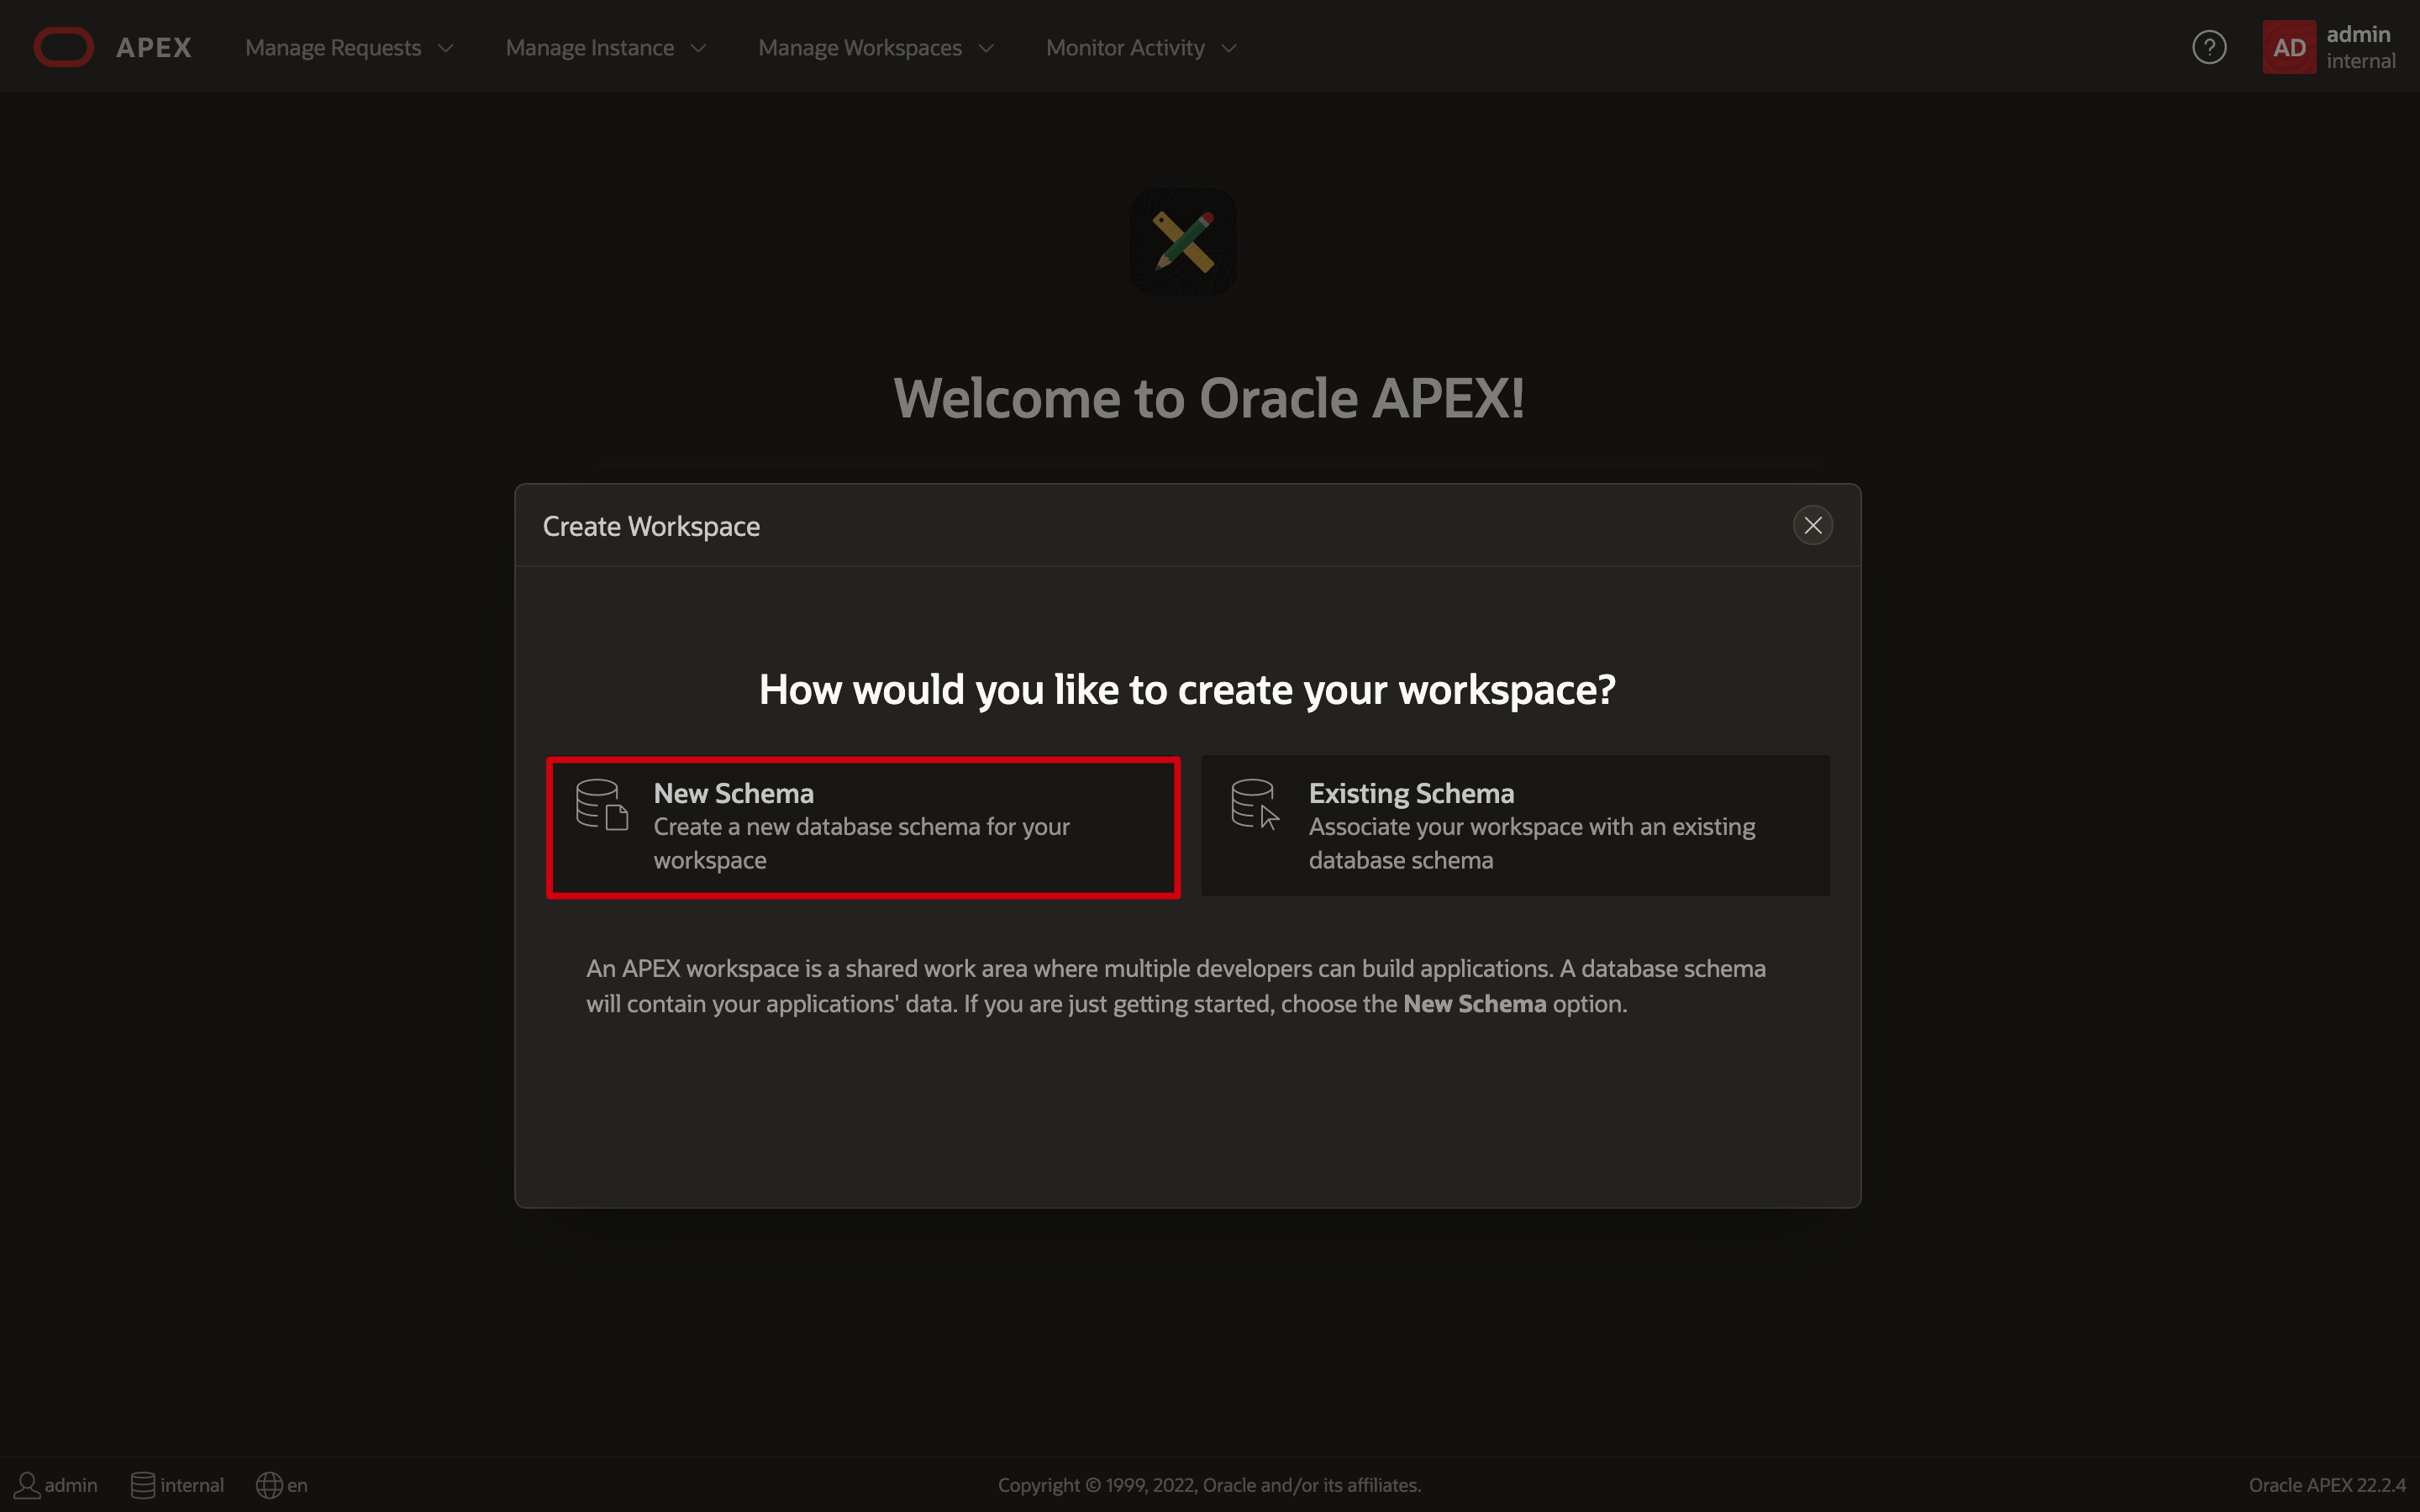 APEX Manage Requests Manage Instance Manage Workspaces Monitor Activity ? AD admin
internal
Welcome to Oracle APEX!
Create Workspace
How would you like to create your workspace?
New Schema
Create a new database schema for your
workspace
Existing Schema
Associate your workspace with an existing
database schema
An APEX workspace is a shared work area where multiple developers can build applications. A database schema
will contain your applications' data. If you are just getting started, choose the New Schema option.
admin internal en Copyright © 1999, 2022, Oracle and/or its affiliates. Oracle APEX 22.2.4